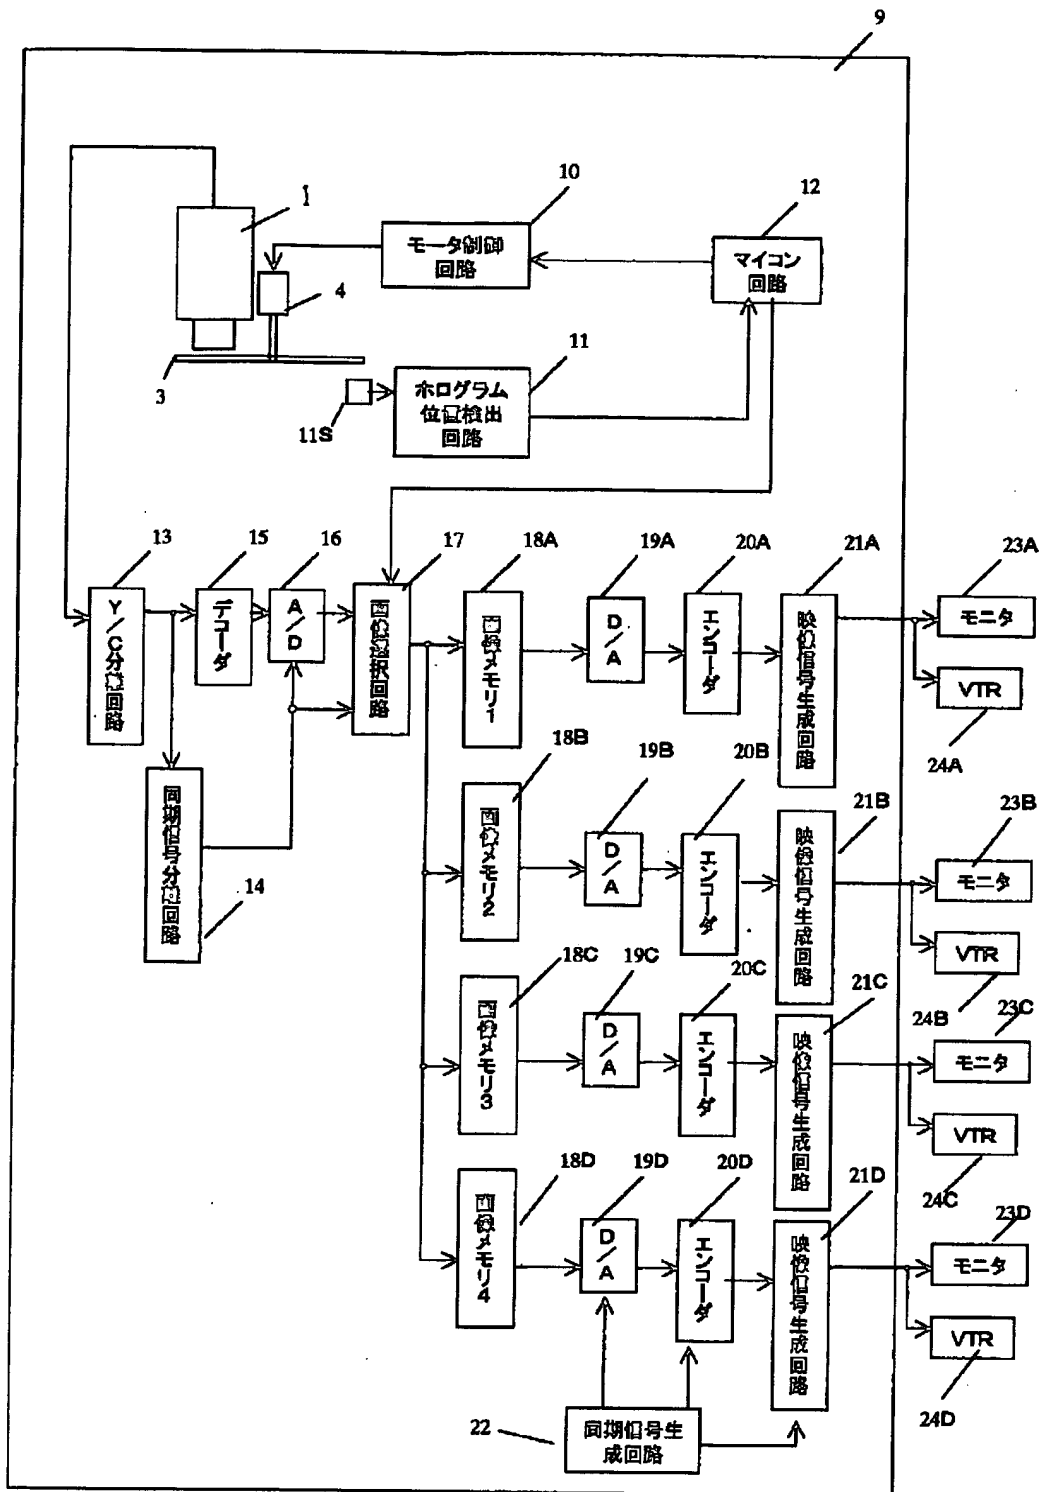 9
1
10
12
モータ制御
回路
マイコン
回路
4
3
11
ホログラム
位置検出
回路
11S
13
15
16
17
18A
19A
20A
21A
23A
Y/C分離回路
デコーダ
A/D
画像選択回路
画像メモリ1
D/A
エンコーダ
映像信号生成回路
モニタ
VTR
24A
同期信号分離回路
14
18B
19B
20B
21B
23B
画像メモリ2
D/A
エンコーダ
映像信号生成回路
モニタ
VTR
24B
18C
19C
20C
21C
23C
画像メモリ3
D/A
エンコーダ
映像信号生成回路
モニタ
VTR
24C
18D
19D
20D
21D
23D
画像メモリ4
D/A
エンコーダ
映像信号生成回路
モニタ
VTR
24D
22
同期信号生
成回路